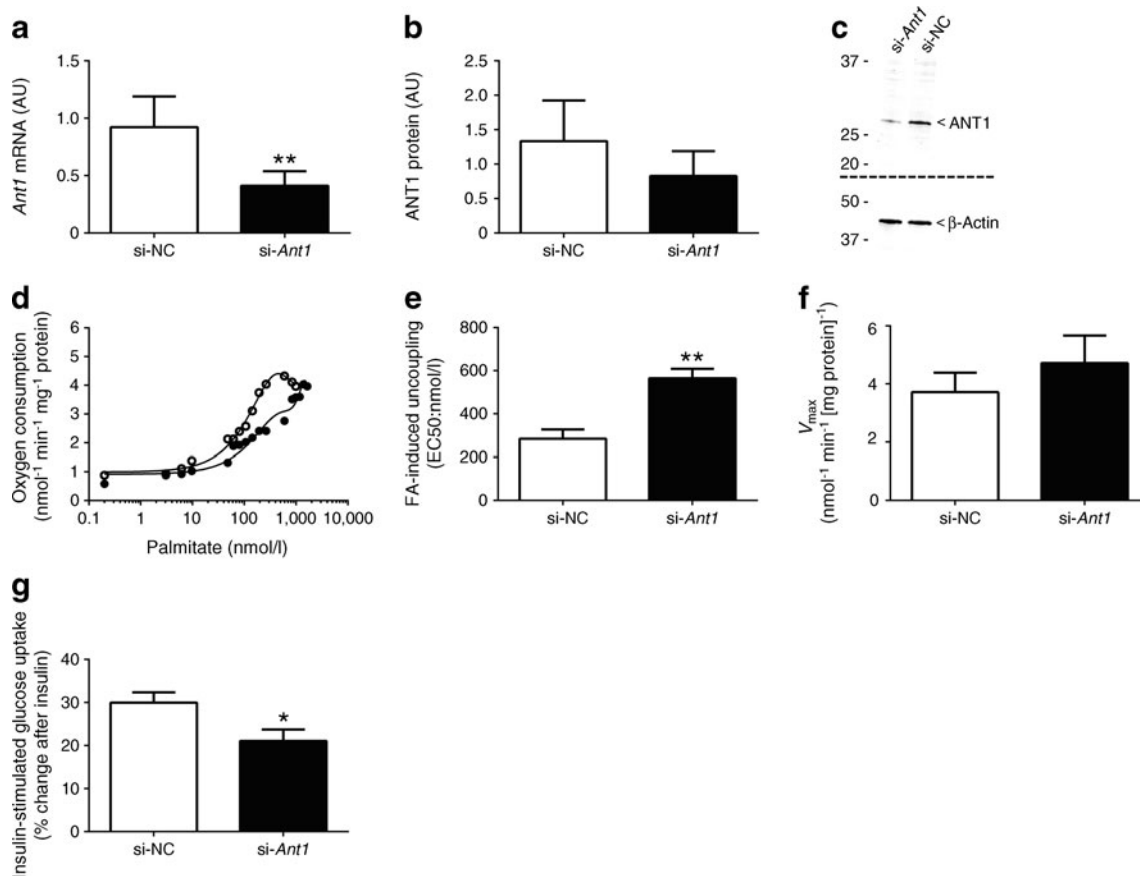 a
Ant1 mRNA (AU)
1.5
1.0
0.5
0
**
si-NC
si-Ant1
b
ANT1 protein (AU)
2.5
2.0
1.5
1.0
0.5
0
si-NC
si-Ant1
c
si-Ant1
si-NC
37 -
25 -
20 -
50 -
37 -
< ANT1
< β-Actin
d
Oxygen consumption
(nmol⁻¹ min⁻¹ mg⁻¹ protein)
6
5
4
3
2
1
0
0.1
1
10
100
1,000
10,000
Palmitate (nmol/l)
e
FA-induced uncoupling
(EC50:nmol/l)
800
600
400
200
0
**
si-NC
si-Ant1
f
Vmax
(nmol⁻¹ min⁻¹ [mg protein]⁻¹)
6
4
2
0
si-NC
si-Ant1
g
Insulin-stimulated glucose uptake
(% change after insulin)
40
30
20
10
0
*
si-NC
si-Ant1